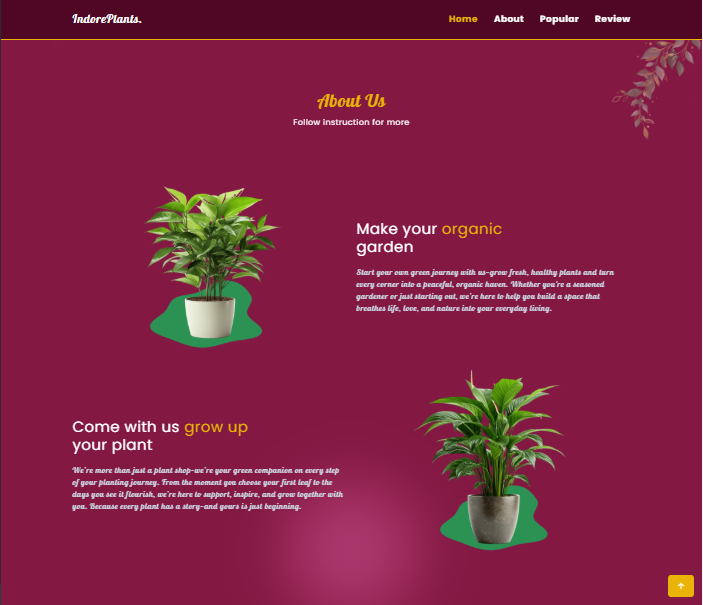 IndorePlants.
Home About Popular Review
About Us
Follow instruction for more
Make your organic
garden
Start your own green journey with us—grow fresh, healthy plants and turn
every corner into a peaceful, organic haven. Whether you're a seasoned
gardener or just starting out, we're here to help you build a space that
breathes life, love, and nature into your everyday living.
Come with us grow up
your plant
We're more than just a plant shop—we're your green companion on every step
of your planting journey. From the moment you choose your first leaf to the
days you see it flourish, we're here to support, inspire, and grow together with
you. Because every plant has a story—and yours is just beginning.